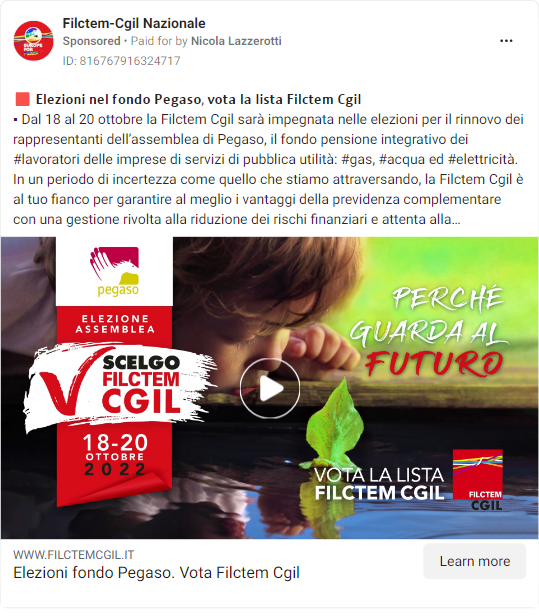 Filctem-Cgil Nazionale
Sponsored • Paid for by Nicola Lazzerotti
ID: 816767916324717
Elezioni nel fondo Pegaso, vota la lista Filctem Cgil
▪ Dal 18 al 20 ottobre la Filctem Cgil sarà impegnata nelle elezioni per il rinnovo dei
rappresentanti dell’assemblea di Pegaso, il fondo pensione integrativo dei
#lavoratori delle imprese di servizi di pubblica utilità: #gas, #acqua ed #elettricità.
In un periodo di incertezza come quello che stiamo attraversando, la Filctem Cgil è
al tuo fianco per garantire al meglio i vantaggi della previdenza complementare
con una gestione rivolta alla riduzione dei rischi finanziari e attenta alla…
pegaso
ELEZIONE
ASSEMBLEA
SCELGO
FILCTEM
CGIL
18-20
OTTOBRE
2022
PERCHÉ
GUARDA AL
FUTURO
VOTA LA LISTA
FILCTEM CGIL
FILCTEM
CGIL
WWW.FILCTEMCGIL.IT
Elezioni fondo Pegaso. Vota Filctem Cgil
Learn more